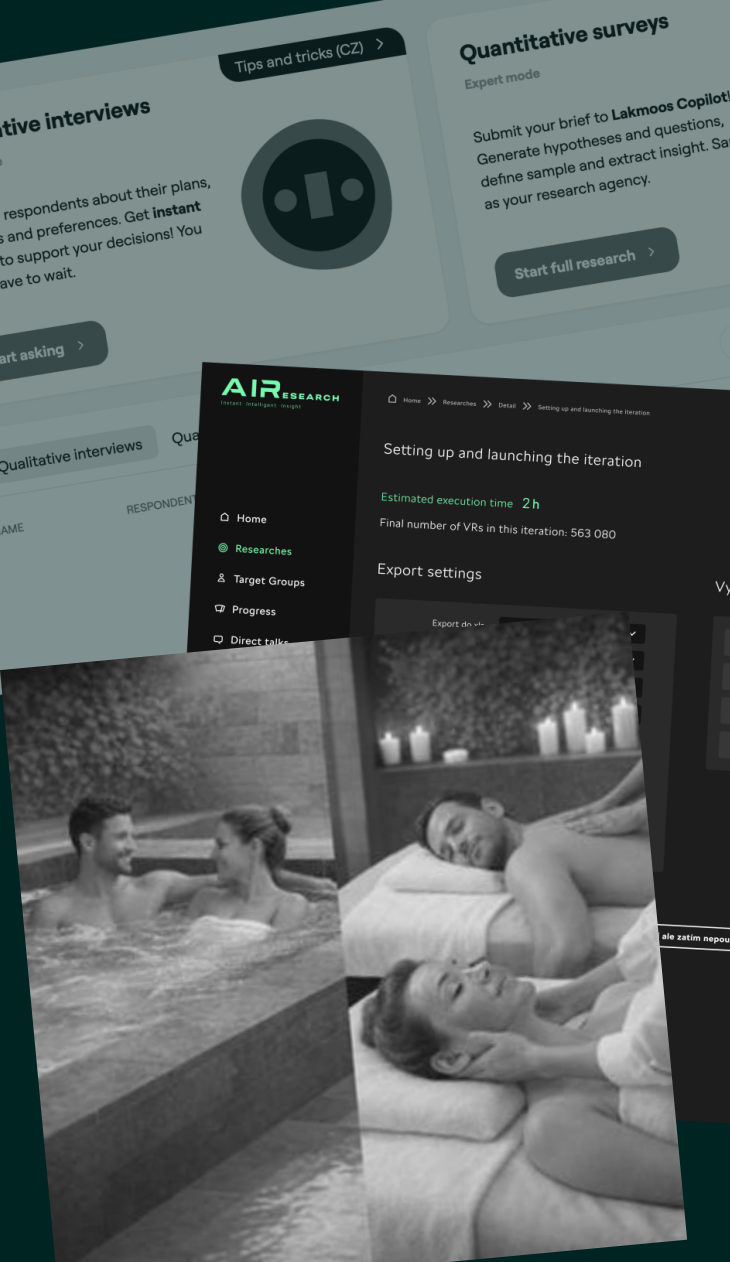 Tips and tricks (CZ)
tive interviews
respondents about their plans,
s and preferences. Get instant
to support your decisions! You
ave to wait.
art asking
Quantitative surveys
Expert mode
Submit your brief to Lakmoos Copilot!
Generate hypotheses and questions,
define sample and extract insight. Sa
as your research agency.
Start full research
Qualitative interviews
Qua
AME
RESPONDENT
AIRESEARCH
Instant · Intelligent · Insight
Home
Researches
Detail
Setting up and launching the iteration
Setting up and launching the iteration
Estimated execution time 2 h
Final number of VRs in this iteration: 563 080
Home
Researches
Target Groups
Progress
Direct talks
Export settings
Export do
Vy
ale zatím nepou